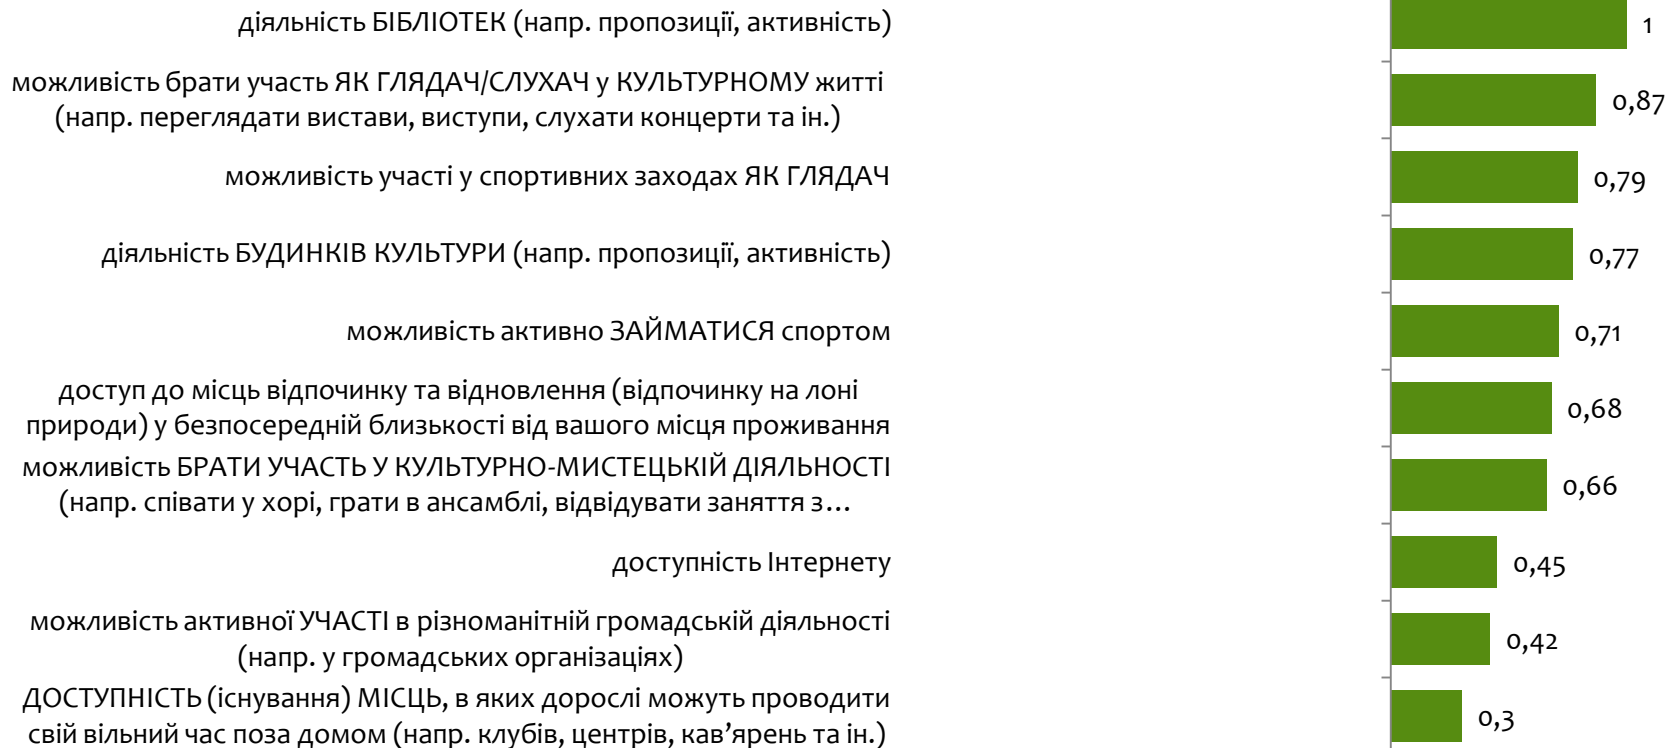 діяльність БІБЛІОТЕК (напр. пропозиції, активність)
1
можливість брати участь ЯК ГЛЯДАЧ/СЛУХАЧ у КУЛЬТУРНОМУ житті
(напр. переглядати вистави, виступи, слухати концерти та ін.)
0,87
можливість участі у спортивних заходах ЯК ГЛЯДАЧ
0,79
діяльність БУДИНКІВ КУЛЬТУРИ (напр. пропозиції, активність)
0,77
можливість активно ЗАЙМАТИСЯ спортом
0,71
доступ до місць відпочинку та відновлення (відпочинку на лоні
природи) у безпосередній близькості від вашого місця проживання
0,68
можливість БРАТИ УЧАСТЬ У КУЛЬТУРНО-МИСТЕЦЬКІЙ ДІЯЛЬНОСТІ
(напр. співати у хорі, грати в ансамблі, відвідувати заняття з…
0,66
доступність Інтернету
0,45
можливість активної УЧАСТІ в різноманітній громадській діяльності
(напр. у громадських організаціях)
0,42
ДОСТУПНІСТЬ (існування) МІСЦЬ, в яких дорослі можуть проводити
свій вільний час поза домом (напр. клубів, центрів, кав’ярень та ін.)
0,3